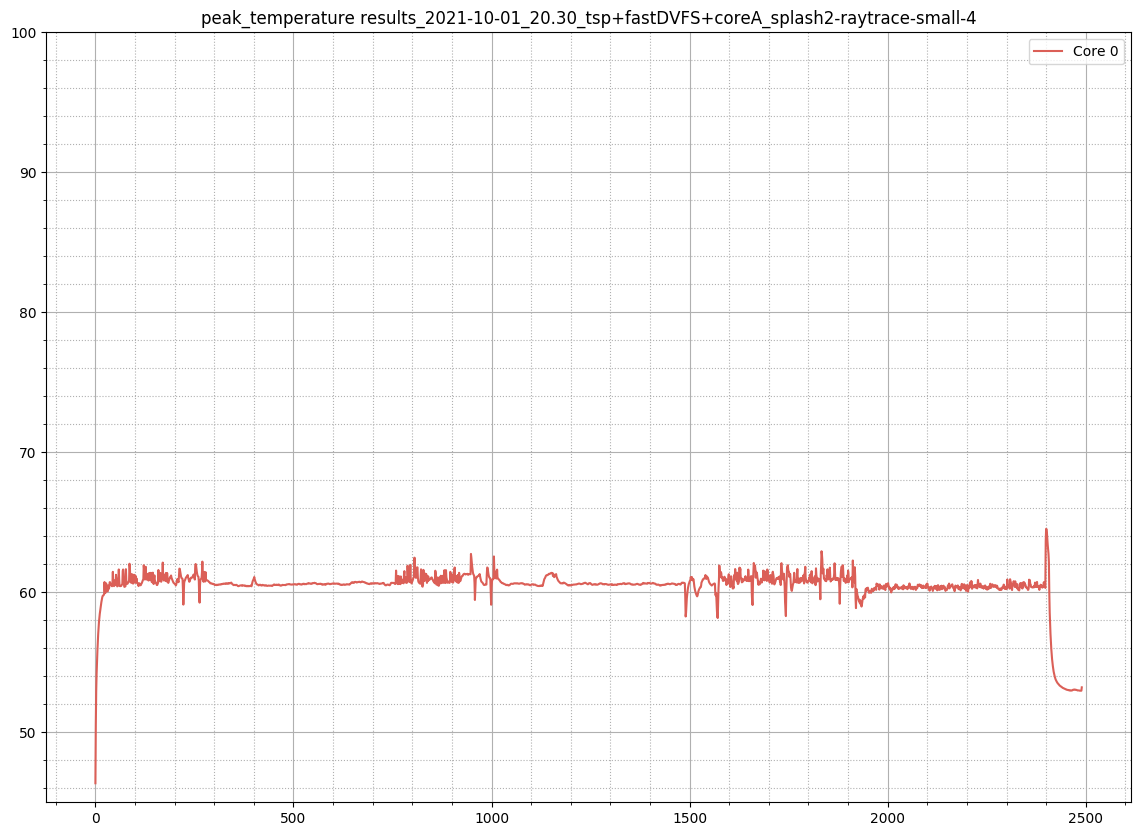 peak_temperature results_2021-10-01_20.30_tsp+fastDVFS+coreA_splash2-raytrace-small-4
Core 0
100
90
80
70
60
50
0 500 1000 1500 2000 2500